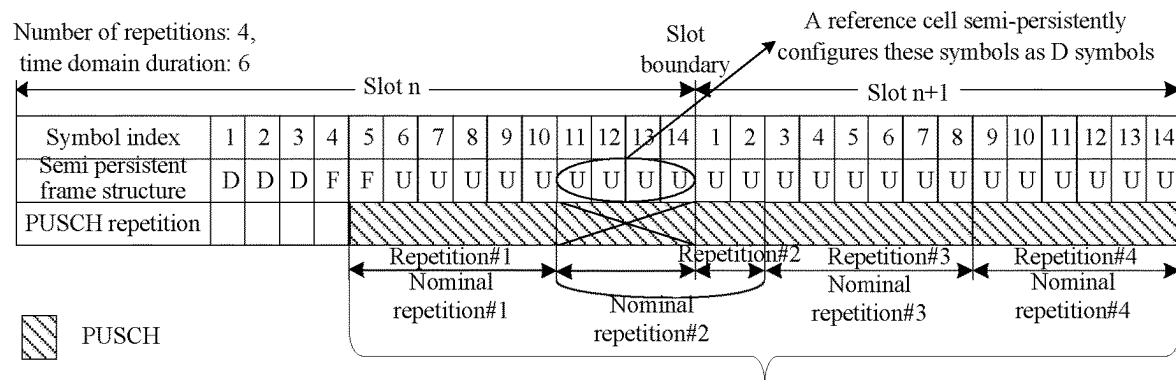 Number of repetitions: 4,
time domain duration: 6
Slot
boundary
A reference cell semi-persistently
configures these symbols as D symbols
Slot n
Slot n+1
Symbol index 1 2 3 4 5 6 7 8 9 10 11 12 13 14 1 2 3 4 5 6 7 8 9 10 11 12 13 14
Semi persistent
frame structure
D D D F F U U U U U U U U U U U U U U U U U U U U U U U
PUSCH repetition
Repetition#1 Repetition#2 Repetition#3 Repetition#4
Nominal
repetition#1
Nominal
repetition#2
Nominal
repetition#3
Nominal
repetition#4
PUSCH